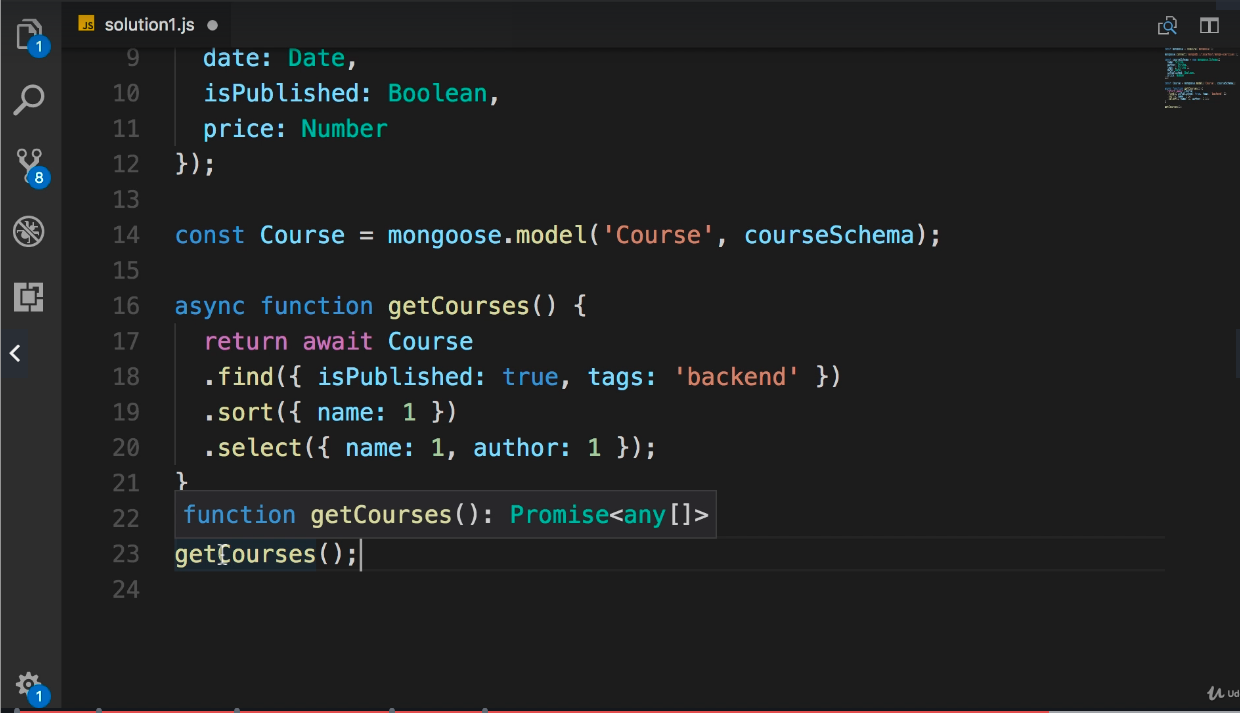 solution1.js
9 date: Date,
10 isPublished: Boolean,
11 price: Number
12 });
13
14 const Course = mongoose.model('Course', courseSchema);
15
16 async function getCourses() {
17 return await Course
18 .find({ isPublished: true, tags: 'backend' })
19 .sort({ name: 1 })
20 .select({ name: 1, author: 1 });
21 }
22 function getCourses(): Promise<any[]>
23 getCourses();
24
JS
1
8
1
Ud